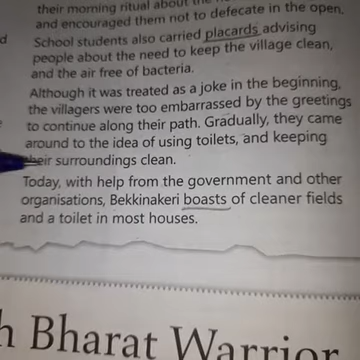 their morning ritual about the
and encouraged them not to defecate in the open.
School students also carried placards advising
people about the need to keep the village clean,
and the air free of bacteria.
Although it was treated as a joke in the beginning,
the villagers were too embarrassed by the greetings
to continue along their path. Gradually, they came
around to the idea of using toilets, and keeping
their surroundings clean.
Today, with help from the government and other
organisations, Bekkinakeri boasts of cleaner fields
and a toilet in most houses.
h Bharat Warrior